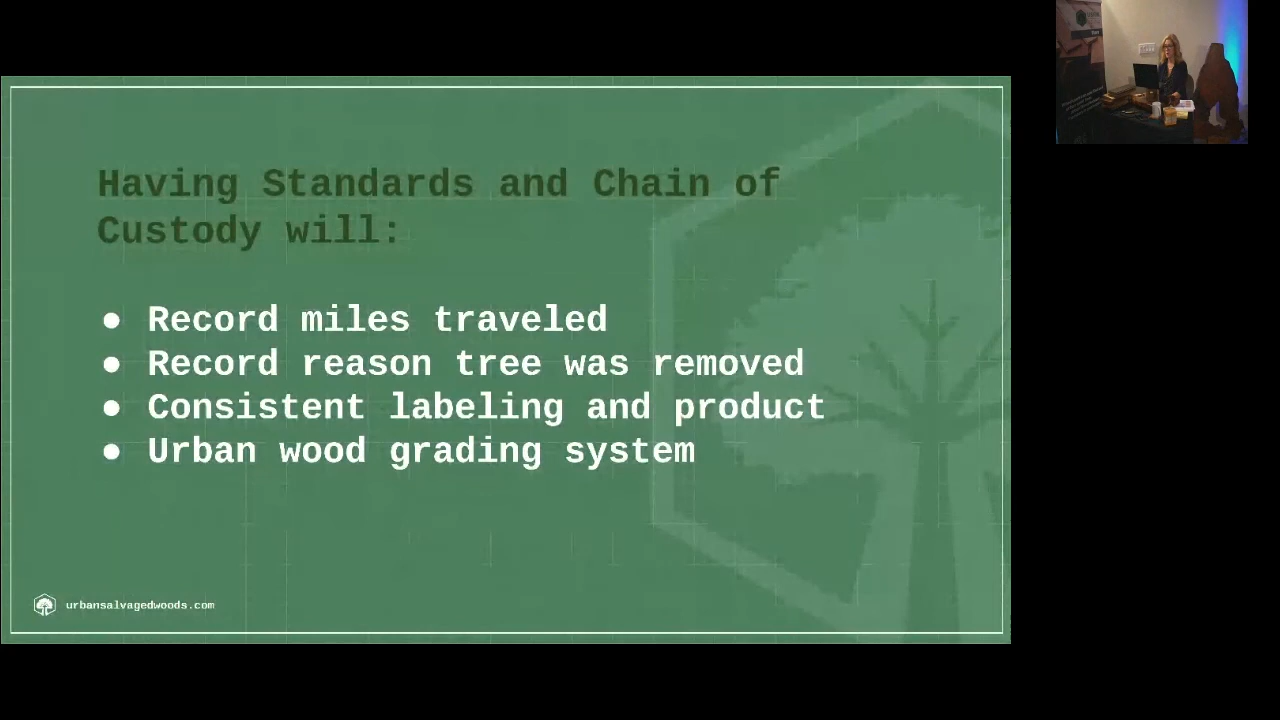 Having Standards and Chain of
Custody will:
● Record miles traveled
● Record reason tree was removed
● Consistent labeling and product
● Urban wood grading system
urbansalvagedwoods.com